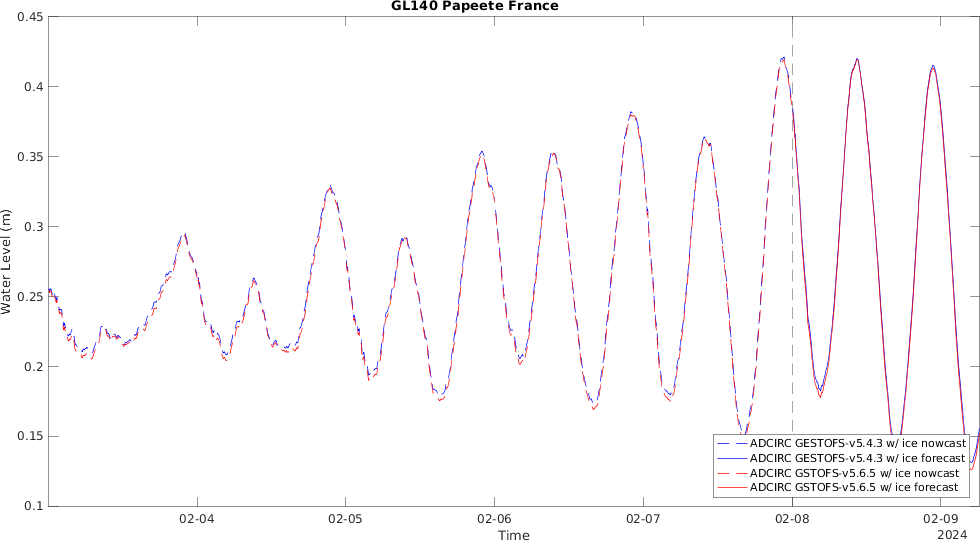 GL140 Papeete France
0.45
0.4
0.35
0.3
0.25
0.2
0.15
0.1
Water Level (m)
ADCIRC GESTOFS-v5.4.3 w/ ice nowcast
ADCIRC GESTOFS-v5.4.3 w/ ice forecast
ADCIRC GSTOFS-v5.6.5 w/ ice nowcast
ADCIRC GSTOFS-v5.6.5 w/ ice forecast
02-04 02-05 02-06 02-07 02-08 02-09
Time
2024